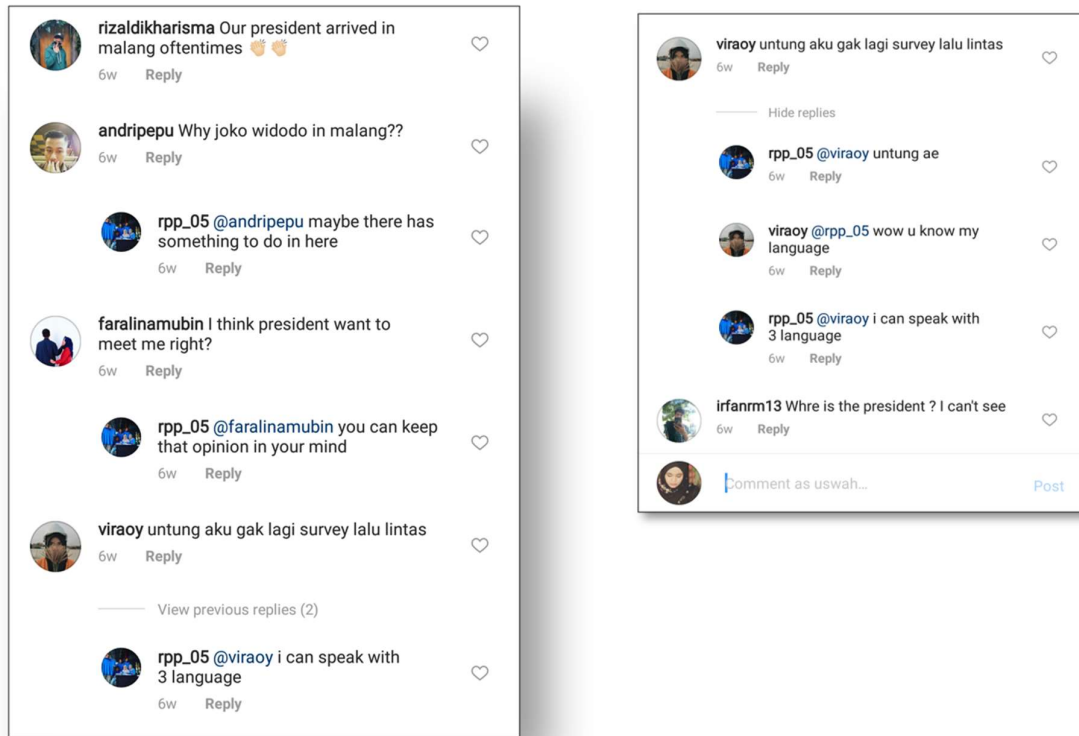 rizaldikharisma Our president arrived in
malang oftentimes 👏🏻 👏🏻
6w Reply
andripepu Why joko widodo in malang??
6w Reply
rpp_05 @andripepu maybe there has
something to do in here
6w Reply
faralinamubin I think president want to
meet me right?
6w Reply
rpp_05 @faralinamubin you can keep
that opinion in your mind
6w Reply
viraoy untung aku gak lagi survey lalu lintas
6w Reply
View previous replies (2)
rpp_05 @viraoy i can speak with
3 language
6w Reply
viraoy untung aku gak lagi survey lalu lintas
6w Reply
Hide replies
rpp_05 @viraoy untung ae
6w Reply
viraoy @rpp_05 wow u know my
language
6w Reply
rpp_05 @viraoy i can speak with
3 language
6w Reply
irfanrm13 Whre is the president ? I can't see
6w Reply
Comment as uswah... Post